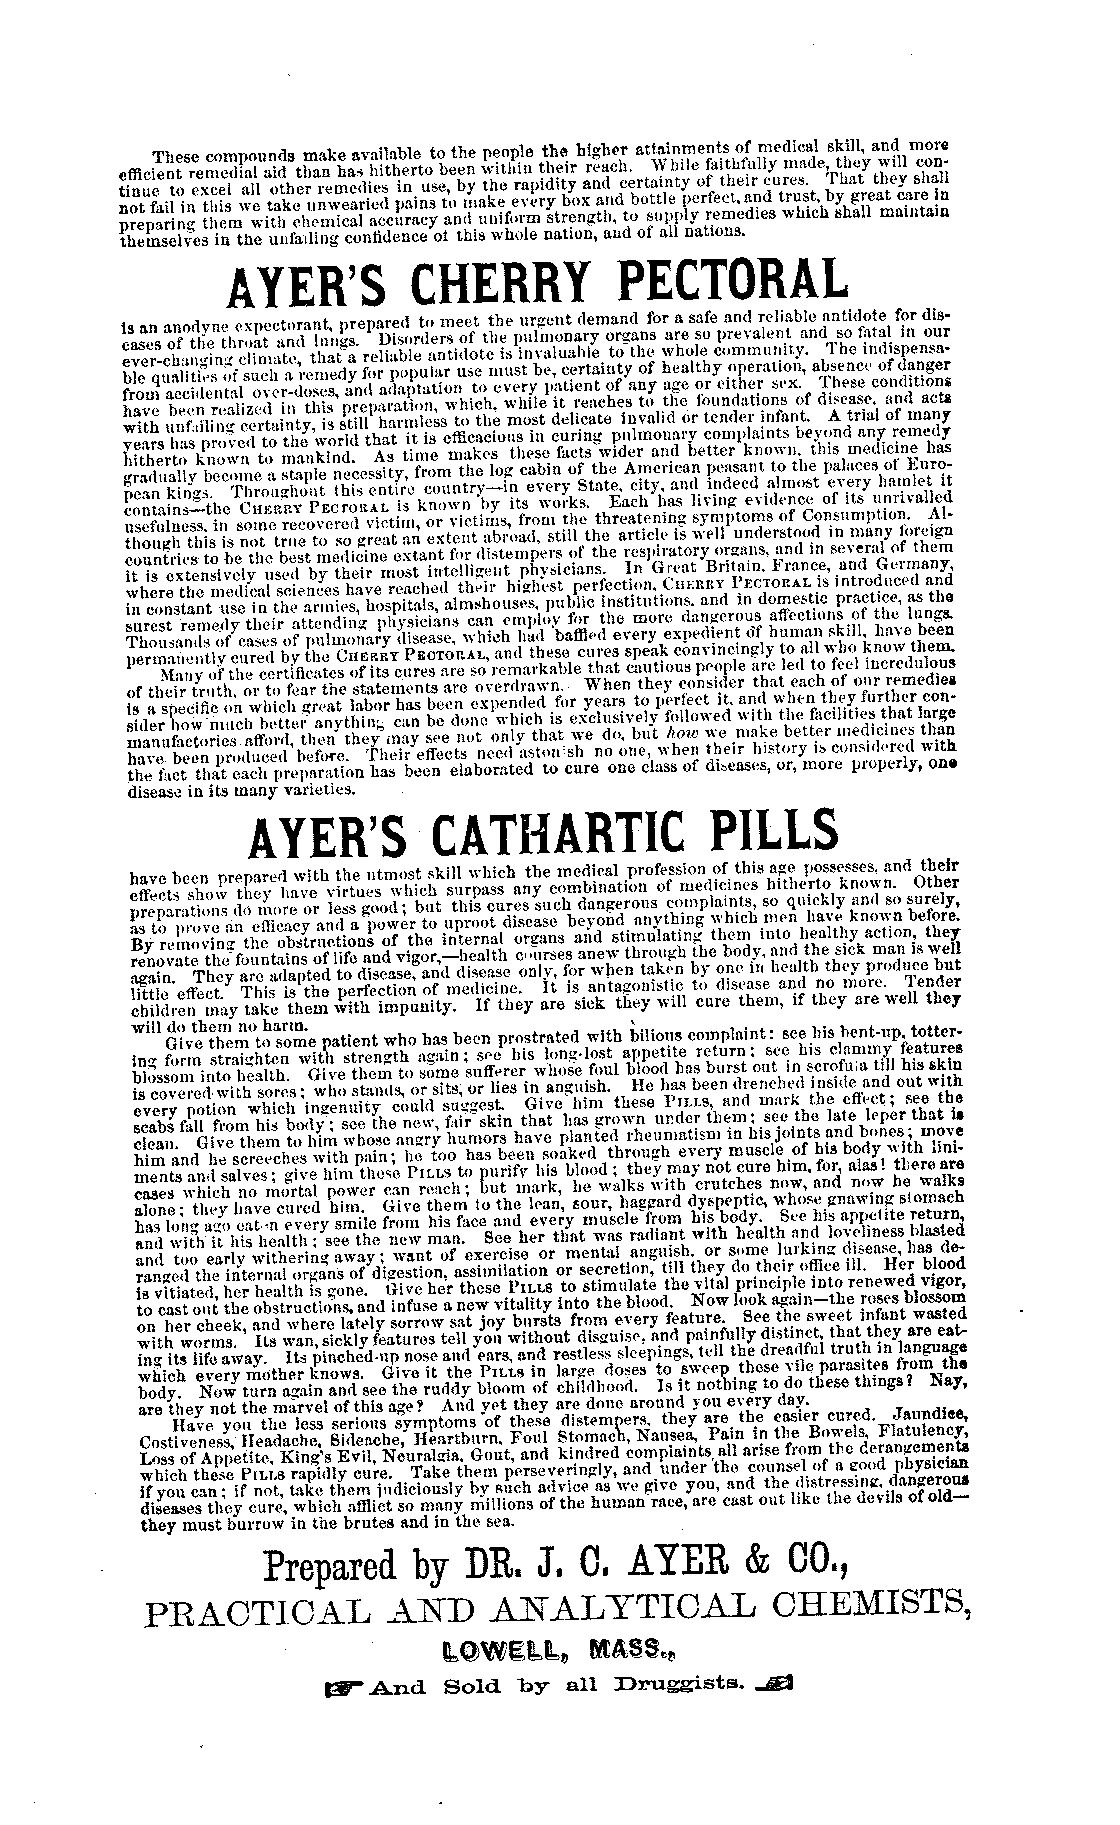 These compounds make available to the people the higher attainments of medical skill, and more
efficient remedial aid than has hitherto been within their reach. While faithfully made, they will con-
tinue to excel all other remedies in use, by the rapidity and certainty of their cures. That they shall
not fail in this we take unwearied pains to make every box and bottle perfect, and trust, by great care in
preparing them with chemical accuracy and uniform strength, to supply remedies which shall maintain
themselves in the unfailing confidence of this whole nation, and of all nations.
AYER'S CHERRY PECTORAL
is an anodyne expectorant, prepared to meet the urgent demand for a safe and reliable antidote for dis-
eases of the throat and lungs. Disorders of the pulmonary organs are so prevalent and so fatal in our
ever-changing climate, that a reliable antidote is invaluable to the whole community. The indispensa-
ble qualities of such a remedy for popular use must be, certainty of healthy operation, absence of danger
from accidental over-doses, and adaptation to every patient of any age or either sex. These conditions
have been realized in this preparation, which, while it reaches to the foundations of disease, and acts
with unfailing certainty, is still harmless to the most delicate invalid or tender infant. A trial of many
years has proved to the world that it is efficacious in curing pulmonary complaints beyond any remedy
hitherto known to mankind. As time makes these facts wider and better known, this medicine has
gradually become a staple necessity, from the log cabin of the American peasant to the palaces of Euro-
pean kings. Throughout this entire country—in every State, city, and indeed almost every hamlet it
contains—the CHERRY PECTORAL is known by its works. Each has living evidence of its unrivalled
usefulness, in some recovered victim, or victims, from the threatening symptoms of Consumption. Al-
though this is not true to so great an extent abroad, still the article is well understood in many foreign
countries to be the best medicine extant for distempers of the respiratory organs, and in several of them
it is extensively used by their most intelligent physicians. In Great Britain, France, and Germany,
where the medical sciences have reached their highest perfection, CHERRY PECTORAL is introduced and
in constant use in the armies, hospitals, almshouses, public institutions, and in domestic practice, as the
surest remedy their attending physicians can employ for the more dangerous affections of the lungs.
Thousands of cases of pulmonary disease, which had baffled every expedient of human skill, have been
permanently cured by the CHERRY PECTORAL, and these cures speak convincingly to all who know them.
Many of the certificates of its cures are so remarkable that cautious people are led to feel incredulous
of their truth, or to fear the statements are overdrawn. When they consider that each of our remedies
is a specific on which great labor has been expended for years to perfect it, and when they further con-
sider how much better anything can be done which is exclusively followed with the facilities that large
manufactories afford, then they may see not only that we do, but how we make better medicines than
have been produced before. Their effects need astonish no one, when their history is considered with
the fact that each preparation has been elaborated to cure one class of diseases, or, more properly, one
disease in its many varieties.
AYER'S CATHARTIC PILLS
have been prepared with the utmost skill which the medical profession of this age possesses, and their
effects show they have virtues which surpass any combination of medicines hitherto known. Other
preparations do more or less good; but this cures such dangerous complaints, so quickly and so surely,
as to prove an efficacy and a power to uproot disease beyond anything which men have known before.
By removing the obstructions of the internal organs and stimulating them into healthy action, they
renovate the fountains of life and vigor,—health courses anew through the body, and the sick man is well
again. They are adapted to disease, and disease only, for when taken by one in health they produce but
little effect. This is the perfection of medicine. It is antagonistic to disease and no more. Tender
children may take them with impunity. If they are sick they will cure them, if they are well they
will do them no harm.
Give them to some patient who has been prostrated with bilious complaint: see his bent-up, totter-
ing form straighten with strength again; see his long-lost appetite return; see his clammy features
blossom into health. Give them to some sufferer whose foul blood has burst out in scrofula till his skin
is covered with sores; who stands, or sits, or lies in anguish. He has been drenched inside and out with
every potion which ingenuity could suggest. Give him these PILLS, and mark the effect; see the
scabs fall from his body; see the new, fair skin that has grown under them; see the late leper that is
clean. Give them to him whose angry humors have planted rheumatism in his joints and bones; move
him and he screeches with pain; he too has been soaked through every muscle of his body with lini-
ments and salves; give him these PILLS to purify his blood; they may not cure him, for, alas! there are
cases which no mortal power can reach; but mark, he walks with crutches now, and now he walks
alone; they have cured him. Give them to the lean, sour, haggard dyspeptic, whose gnawing stomach
has long ago eaten every smile from his face and every muscle from his body. See his appetite return,
and with it his health; see the new man. See her that was radiant with health and loveliness blasted
and too early withering away; want of exercise or mental anguish, or some lurking disease, has de-
ranged the internal organs of digestion, assimilation or secretion, till they do their office ill. Her blood
is vitiated, her health is gone. Give her these PILLS to stimulate the vital principle into renewed vigor,
to cast out the obstructions, and infuse a new vitality into the blood. Now look again—the roses blossom
on her cheek, and where lately sorrow sat joy bursts from every feature. See the sweet infant wasted
with worms. Its wan, sickly features tell you without disguise, and painfully distinct, that they are eat-
ing its life away. Its pinched-up nose and ears, and restless sleepings, tell the dreadful truth in language
which every mother knows. Give it the PILLS in large doses to sweep these vile parasites from the
body. Now turn again and see the ruddy bloom of childhood. Is it nothing to do these things? Nay,
are they not the marvel of this age? And yet they are done around you every day.
Have you the less serious symptoms of these distempers, they are the easier cured. Jaundice,
Costiveness, Headache, Sideache, Heartburn, Foul Stomach, Nausea, Pain in the Bowels, Flatulency,
Loss of Appetite, King's Evil, Neuralgia, Gout, and kindred complaints all arise from the derangements
which these PILLS rapidly cure. Take them perseveringly, and under the counsel of a good physician
if you can; if not, take them judiciously by such advice as we give you, and the distressing, dangerous
diseases they cure, which afflict so many millions of the human race, are cast out like the devils of old—
they must burrow in the brutes and in the sea.
Prepared by DR. J. C. AYER & CO.,
PRACTICAL AND ANALYTICAL CHEMISTS,
LOWELL, MASS.,
☛ And Sold by all Druggists. ☚